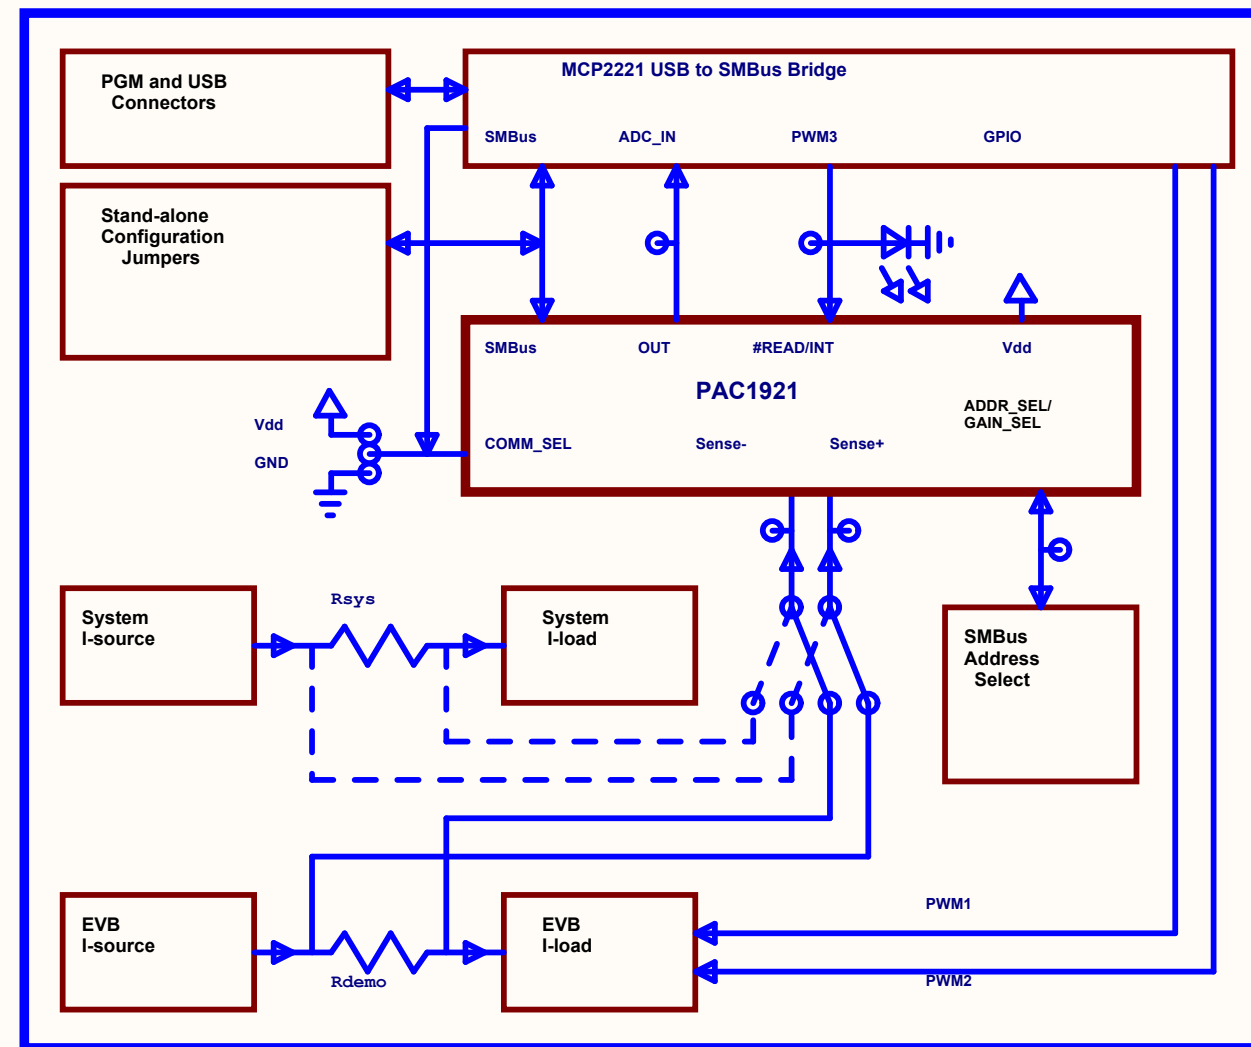 PGM and USB
Connectors
MCP2221 USB to SMBus Bridge
SMBus
ADC_IN
PWM3
GPIO
Stand-alone
Configuration
Jumpers
SMBus
OUT
#READ/INT
Vdd
PAC1921
ADDR_SEL/
GAIN_SEL
Vdd
GND
COMM_SEL
Sense-
Sense+
System
I-source
Rsys
System
I-load
SMBus
Address
Select
EVB
I-source
Rdemo
EVB
I-load
PWM1
PWM2